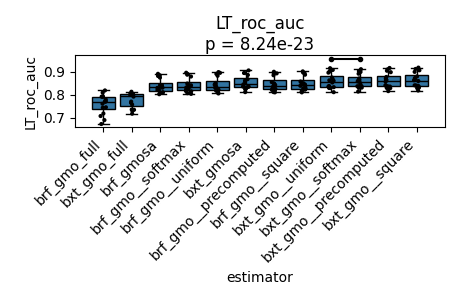 LT_roc_auc
p = 8.24e-23
LT_roc_auc
0.9
0.8
0.7
brf_gmo_full
bxt_gmo_full
brf_gmosa
brf_gmo__softmax
brf_gmo__uniform
bxt_gmosa
brf_gmo__precomputed
brf_gmo__square
bxt_gmo__uniform
bxt_gmo__softmax
bxt_gmo__precomputed
bxt_gmo__square
estimator